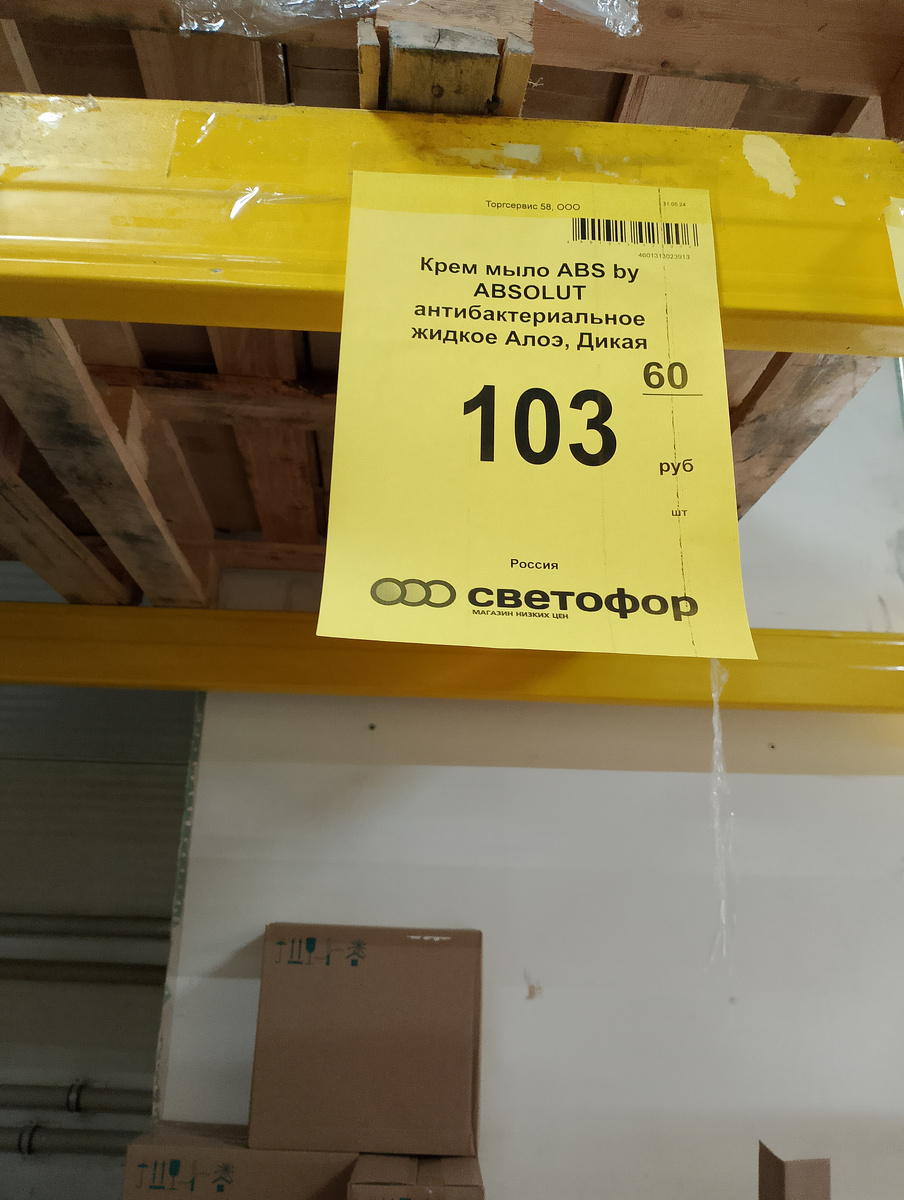 Торгсервис 58, ООО
31.05.24
4601313023913
Крем мыло ABS by
ABSOLUT
антибактериальное
жидкое Алоэ, Дикая
103 60
руб
шт
Россия
светофор
МАГАЗИН НИЗКИХ ЦЕН